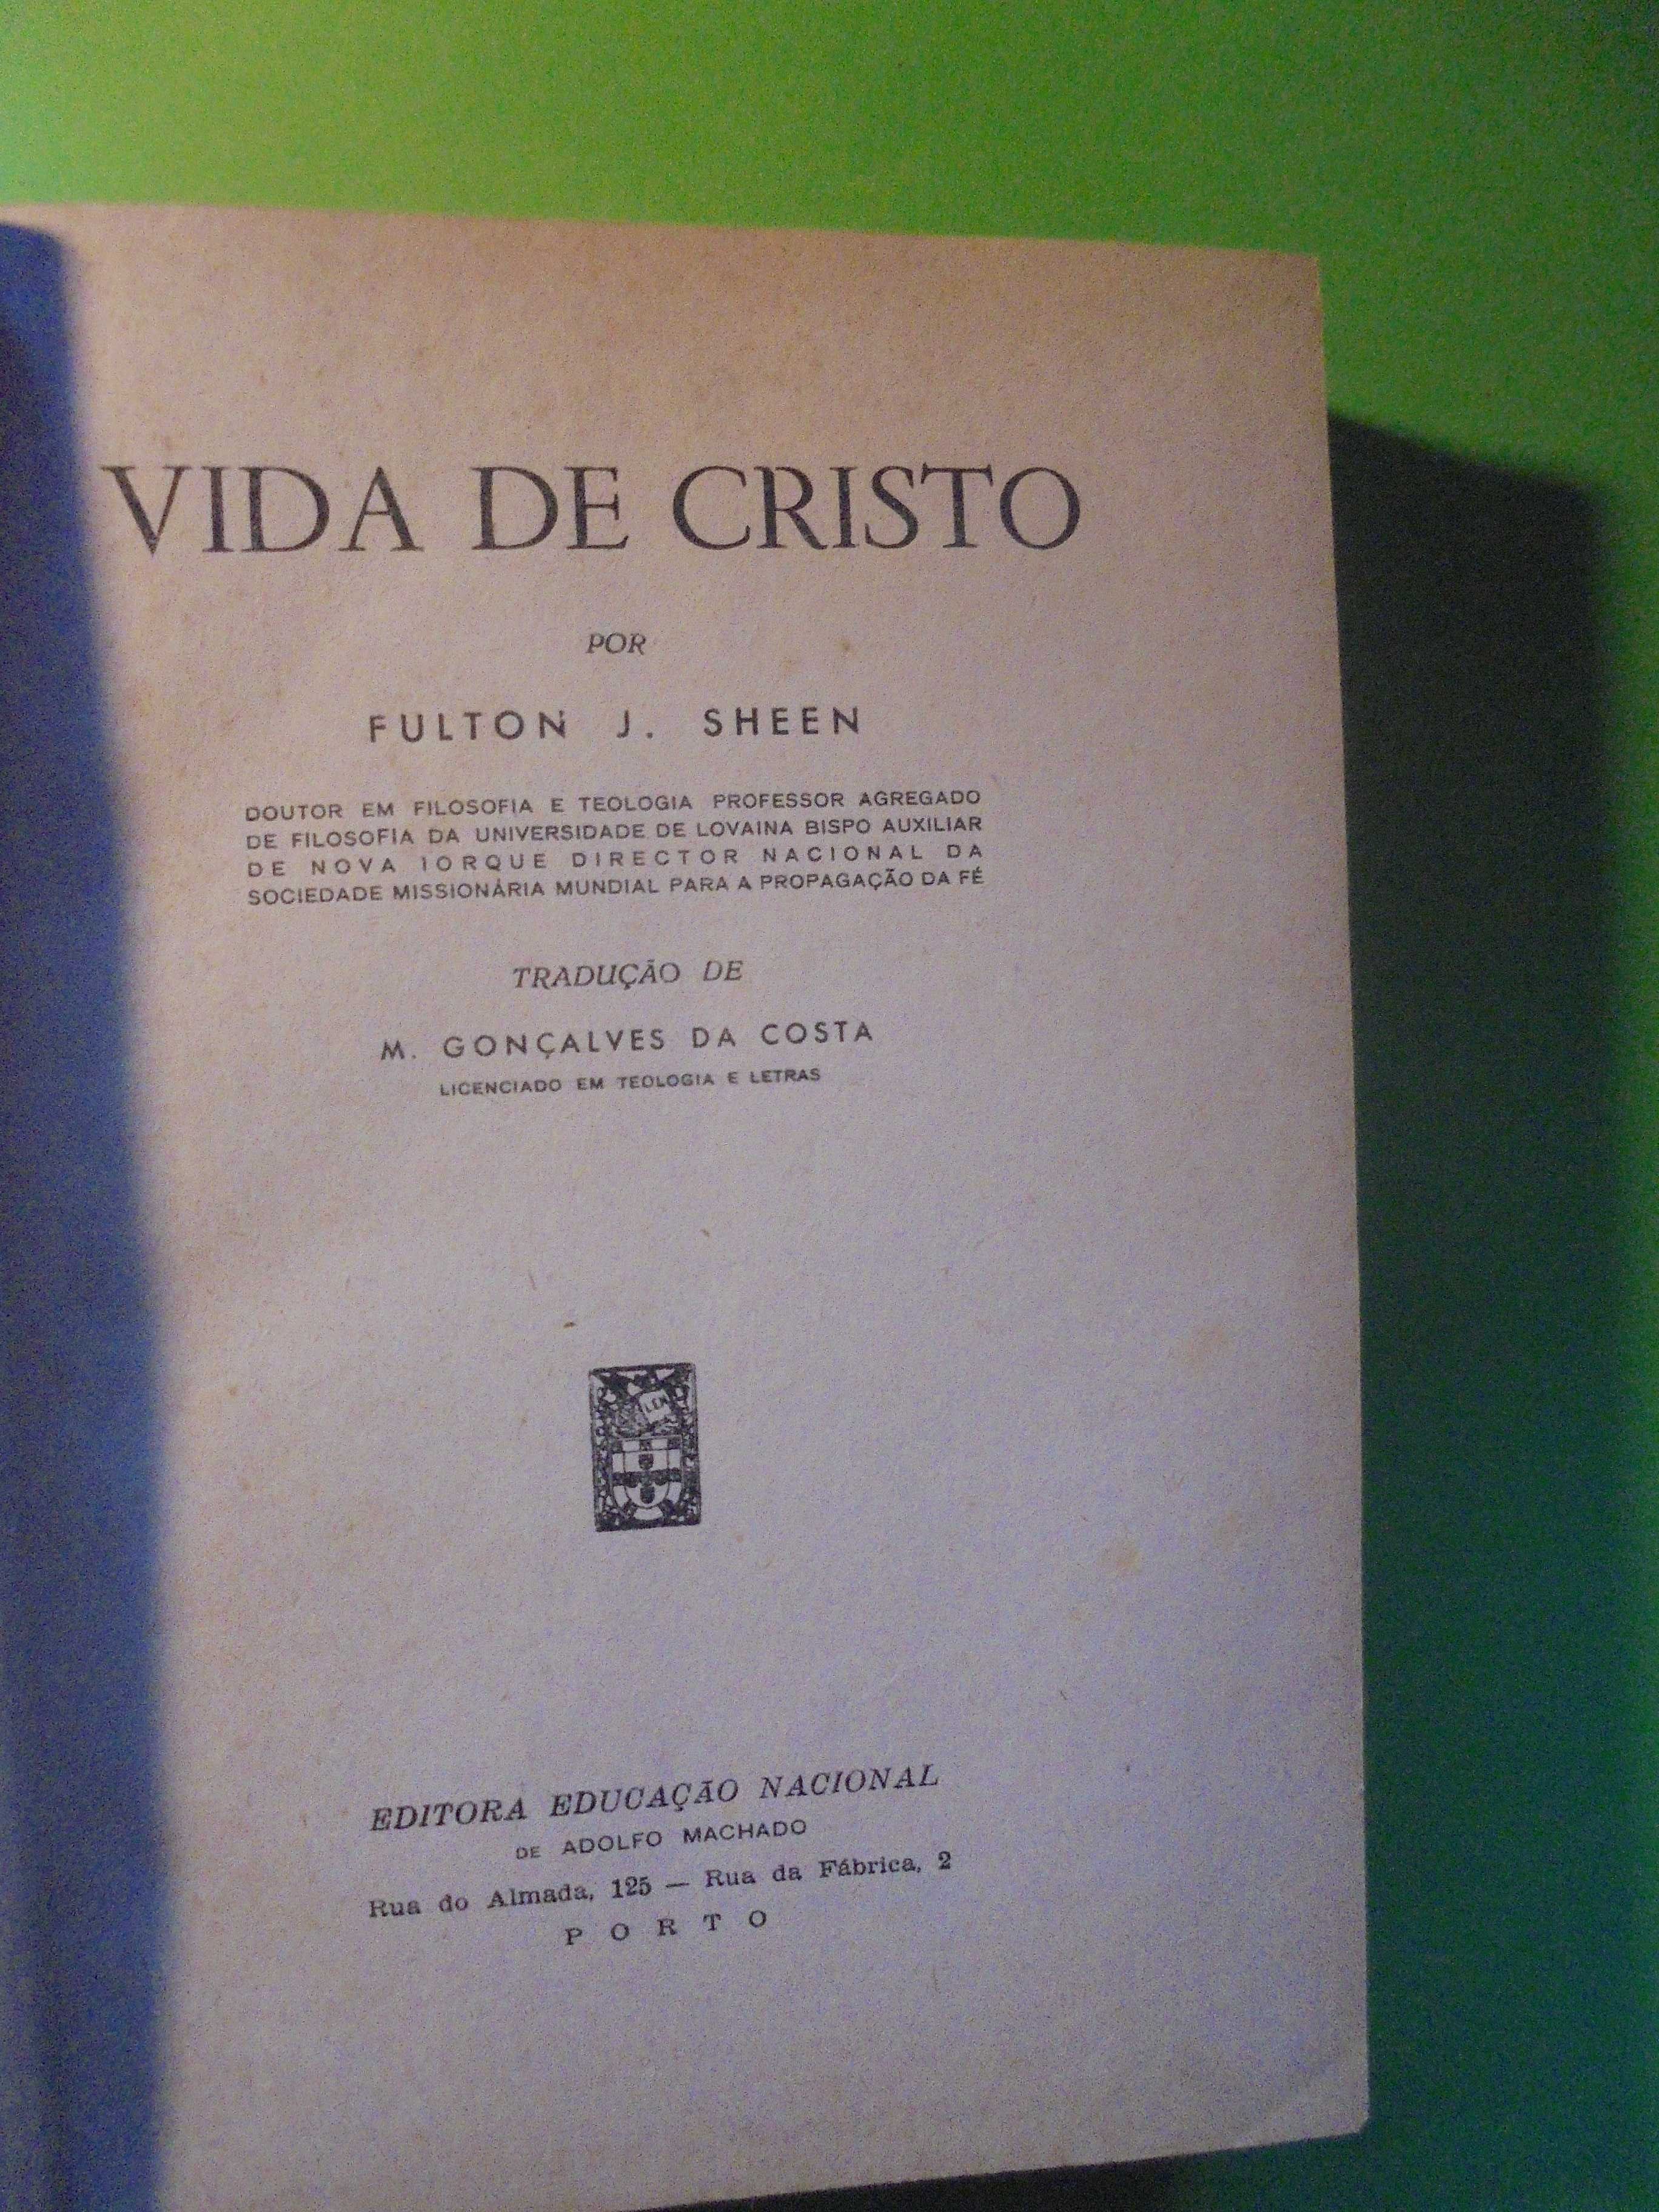 VIDA DE CRISTO
POR
FULTON J. SHEEN
DOUTOR EM FILOSOFIA E TEOLOGIA PROFESSOR AGREGADO
DE FILOSOFIA DA UNIVERSIDADE DE LOVAINA BISPO AUXILIAR
DE NOVA IORQUE DIRECTOR NACIONAL DA
SOCIEDADE MISSIONÁRIA MUNDIAL PARA A PROPAGAÇÃO DA FÉ
TRADUÇÃO DE
M. GONÇALVES DA COSTA
LICENCIADO EM TEOLOGIA E LETRAS
EDITORA EDUCAÇÃO NACIONAL
DE ADOLFO MACHADO
Rua do Almada, 125 — Rua da Fábrica, 2
PORTO